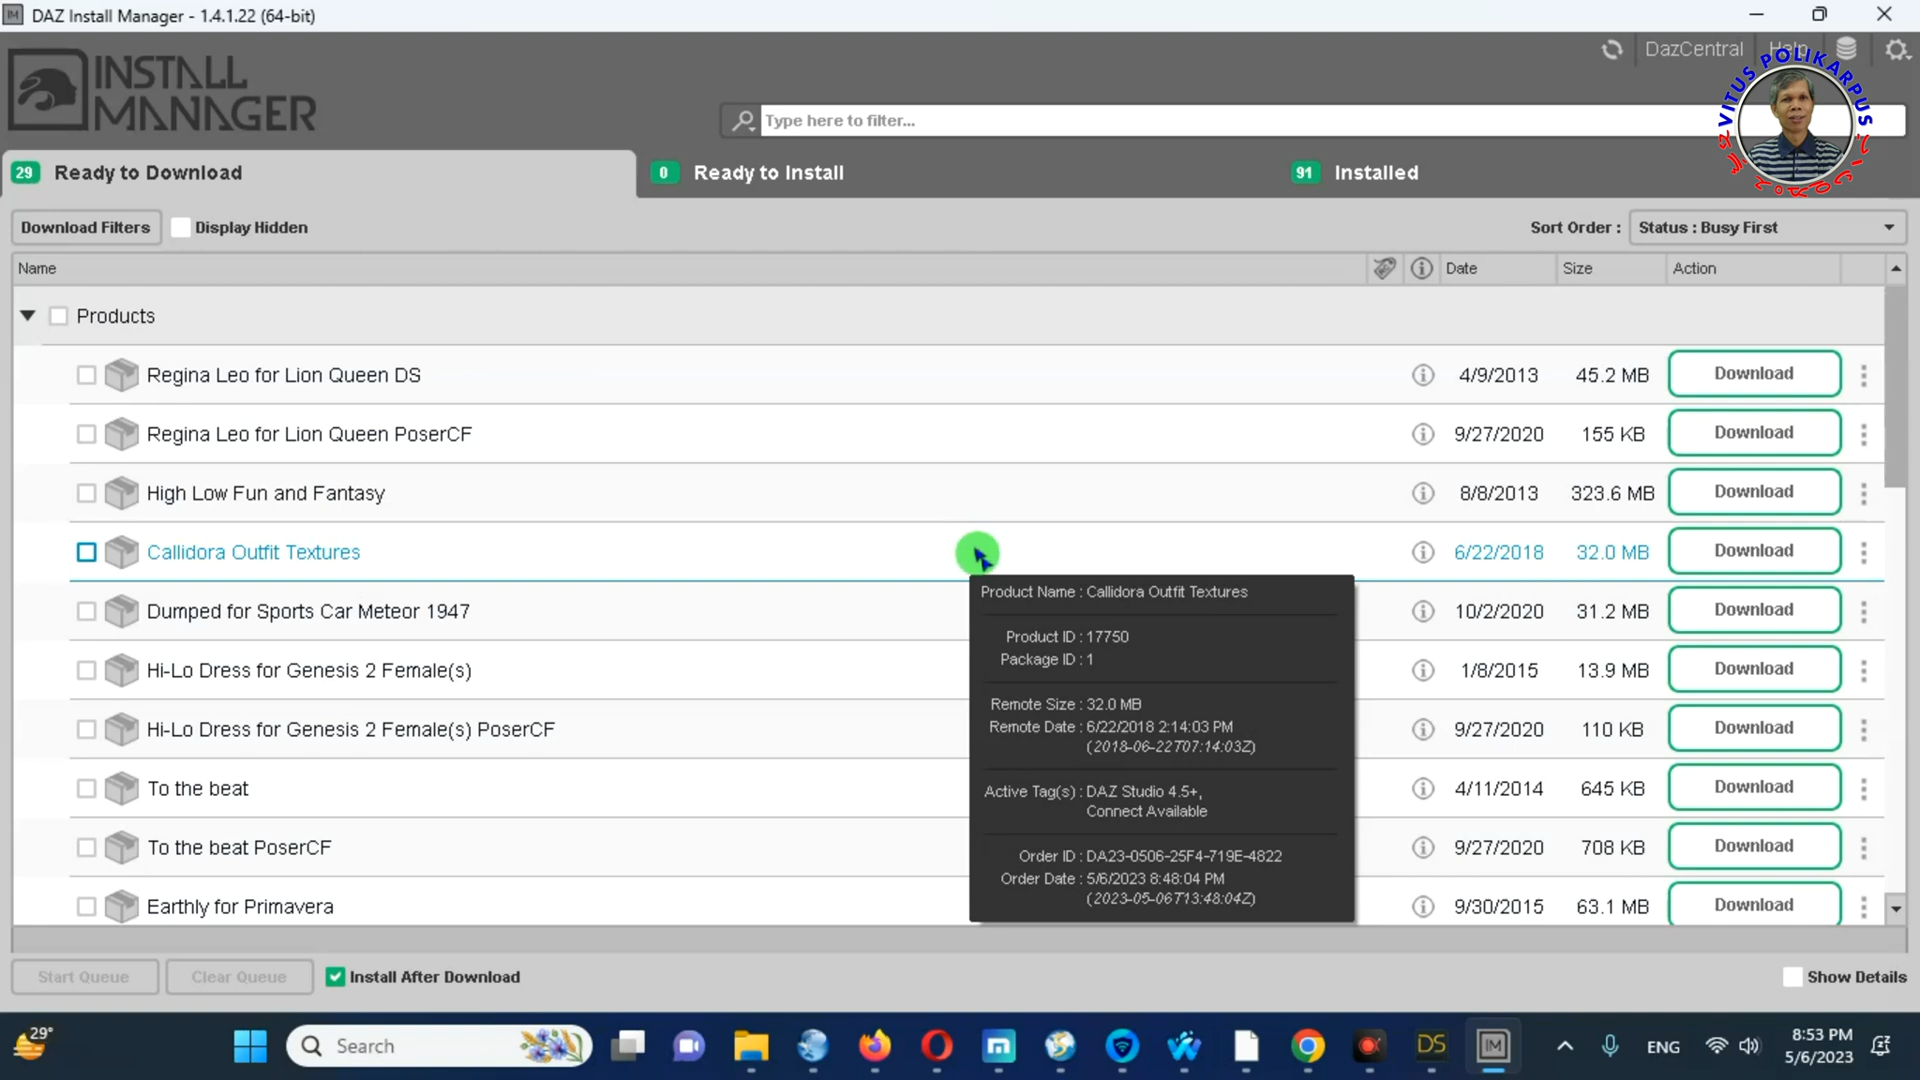 DAZ Install Manager - 1.4.1.22 (64-bit)
INSTALL
MANAGER
DazCentral
Help
VITUS POLIKARPUS
Type here to filter...
29 Ready to Download
0 Ready to Install
91 Installed
Download Filters
Display Hidden
Sort Order : Status : Busy First
Name Date Size Action
Products
Regina Leo for Lion Queen DS 4/9/2013 45.2 MB Download
Regina Leo for Lion Queen PoserCF 9/27/2020 155 KB Download
High Low Fun and Fantasy 8/8/2013 323.6 MB Download
Callidora Outfit Textures 6/22/2018 32.0 MB Download
Dumped for Sports Car Meteor 1947 10/2/2020 31.2 MB Download
Hi-Lo Dress for Genesis 2 Female(s) 1/8/2015 13.9 MB Download
Hi-Lo Dress for Genesis 2 Female(s) PoserCF 9/27/2020 110 KB Download
To the beat 4/11/2014 645 KB Download
To the beat PoserCF 9/27/2020 708 KB Download
Earthly for Primavera 9/30/2015 63.1 MB Download
Product Name : Callidora Outfit Textures
Product ID : 17750
Package ID : 1
Remote Size : 32.0 MB
Remote Date : 6/22/2018 2:14:03 PM
(2018-06-22T07:14:03Z)
Active Tag(s) : DAZ Studio 4.5+,
Connect Available
Order ID : DA23-0506-25F4-719E-4822
Order Date : 5/6/2023 8:48:04 PM
(2023-05-06T13:48:04Z)
Start Queue
Clear Queue
Install After Download
Show Details
29°
Search
DS
IM
ENG
8:53 PM
5/6/2023